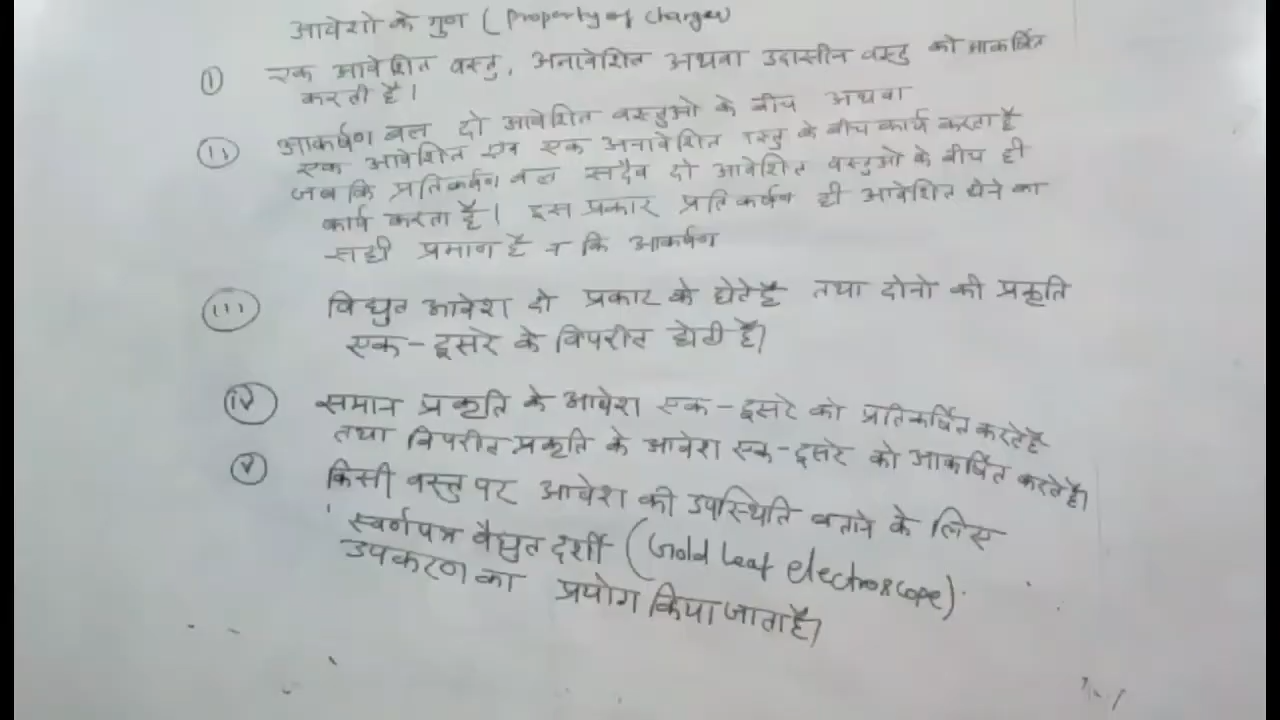 आवेशो के गुण (Property of charges)
(i) एक आवेशित वस्तु, अनावेशित अथवा उदासीन वस्तु को आकर्षित
करती है।
(ii) आकर्षण बल दो आवेशित वस्तुओ के बीच अथवा
एक आवेशित एवं एक अनावेशित वस्तु के बीच कार्य करता है
जब कि प्रतिकर्षण बल सदैव दो आवेशित वस्तुओ के बीच ही
कार्य करता है। इस प्रकार प्रतिकर्षण ही आवेशित होने का
सही प्रमाण है न कि आकर्षण
(iii) विधुत आवेश दो प्रकार के होते है तथा दोनो की प्रकृति
एक-दूसरे के विपरीत होती है।
(iv) समान प्रकृति के आवेश एक-दूसरे को प्रतिकर्षित करते है
तथा विपरीत प्रकृति के आवेश एक-दूसरे को आकर्षित करते है।
(v) किसी वस्तु पर आवेश की उपस्थिति बताने के लिए
स्वर्णपत्र वैधुत दर्शी (Gold Leaf electroscope)
उपकरण का प्रयोग किया जाता है।